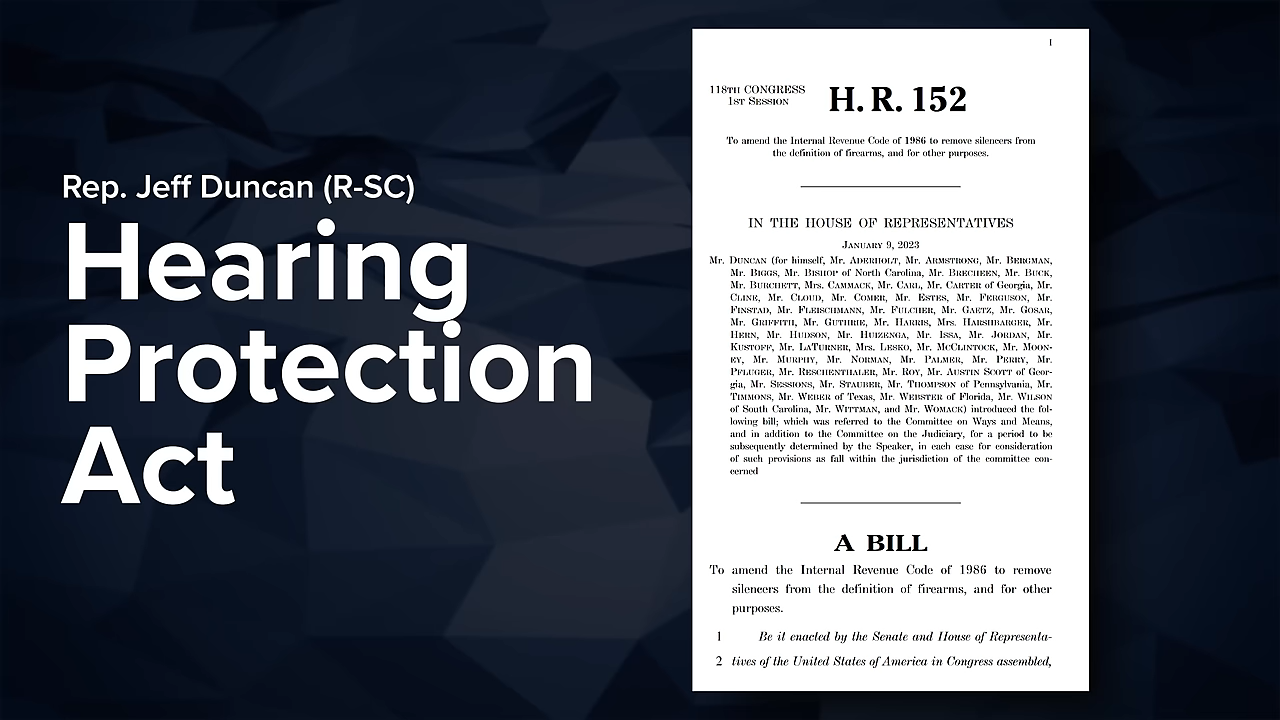 Rep. Jeff Duncan (R-SC)
Hearing
Protection
Act
I
118TH CONGRESS
1ST SESSION
H. R. 152
To amend the Internal Revenue Code of 1986 to remove silencers from
the definition of firearms, and for other purposes.
IN THE HOUSE OF REPRESENTATIVES
JANUARY 9, 2023
Mr. DUNCAN (for himself, Mr. ADERHOLT, Mr. ARMSTRONG, Mr. BERGMAN,
Mr. BIGGS, Mr. BISHOP of North Carolina, Mr. BRECHEEN, Mr. BUCK,
Mr. BURCHETT, Mrs. CAMMACK, Mr. CARL, Mr. CARTER of Georgia, Mr.
CLINE, Mr. CLOUD, Mr. COMER, Mr. ESTES, Mr. FERGUSON, Mr.
FINSTAD, Mr. FLEISCHMANN, Mr. FULCHER, Mr. GAETZ, Mr. GOSAR,
Mr. GRIFFITH, Mr. GUTHRIE, Mr. HARRIS, Mrs. HARSHBARGER, Mr.
HERN, Mr. HUDSON, Mr. HUIZENGA, Mr. ISSA, Mr. JORDAN, Mr.
KUSTOFF, Mr. LATURNER, Mrs. LESKO, Mr. MCCLINTOCK, Mr. MOON-
EY, Mr. MURPHY, Mr. NORMAN, Mr. PALMER, Mr. PERRY, Mr.
PFLUGER, Mr. RESCHENTHALER, Mr. ROY, Mr. AUSTIN SCOTT of Geor-
gia, Mr. SESSIONS, Mr. STAUBER, Mr. THOMPSON of Pennsylvania, Mr.
TIMMONS, Mr. WEBER of Texas, Mr. WEBSTER of Florida, Mr. WILSON
of South Carolina, Mr. WITTMAN, and Mr. WOMACK) introduced the fol-
lowing bill; which was referred to the Committee on Ways and Means,
and in addition to the Committee on the Judiciary, for a period to be
subsequently determined by the Speaker, in each case for consideration
of such provisions as fall within the jurisdiction of the committee con-
cerned
A BILL
To amend the Internal Revenue Code of 1986 to remove
silencers from the definition of firearms, and for other
purposes.
1 Be it enacted by the Senate and House of Representa-
2 tives of the United States of America in Congress assembled,